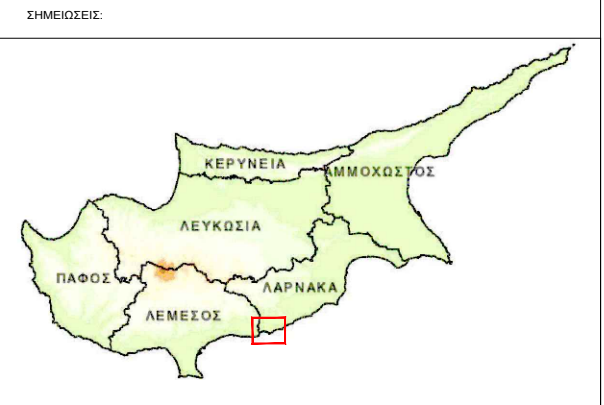 ΣΗΜΕΙΩΣΕΙΣ:
ΚΕΡΥΝΕΙΑ
ΑΜΜΟΧΩΣΤΟΣ
ΛΕΥΚΩΣΙΑ
ΠΑΦΟΣ
ΛΑΡΝΑΚΑ
ΛΕΜΕΣΟΣ